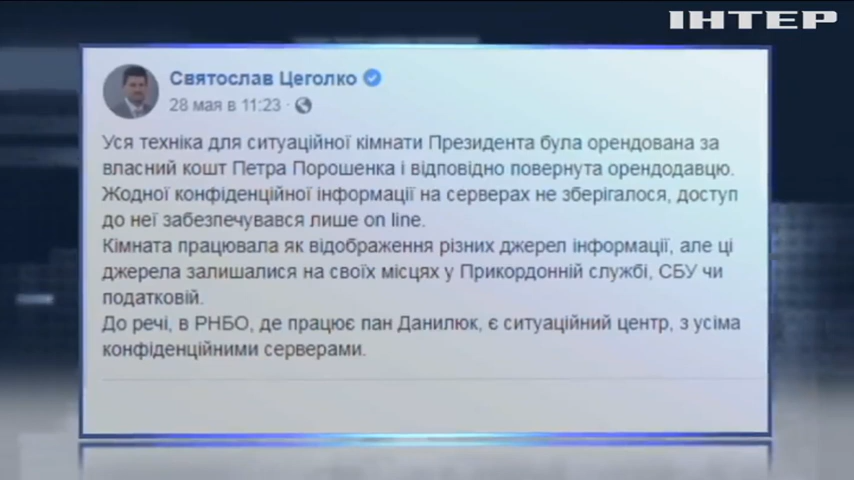 ІНТЕР
Святослав Цеголко
28 мая в 11:23 ·
Уся техніка для ситуаційної кімнати Президента була орендована за
власний кошт Петра Порошенка і відповідно повернута орендодавцю.
Жодної конфіденційної інформації на серверах не зберігалося, доступ
до неї забезпечувався лише on line.
Кімната працювала як відображення різних джерел інформації, але ці
джерела залишалися на своїх місцях у Прикордонній службі, СБУ чи
податковій.
До речі, в РНБО, де працює пан Данилюк, є ситуаційний центр, з усіма
конфіденційними серверами.